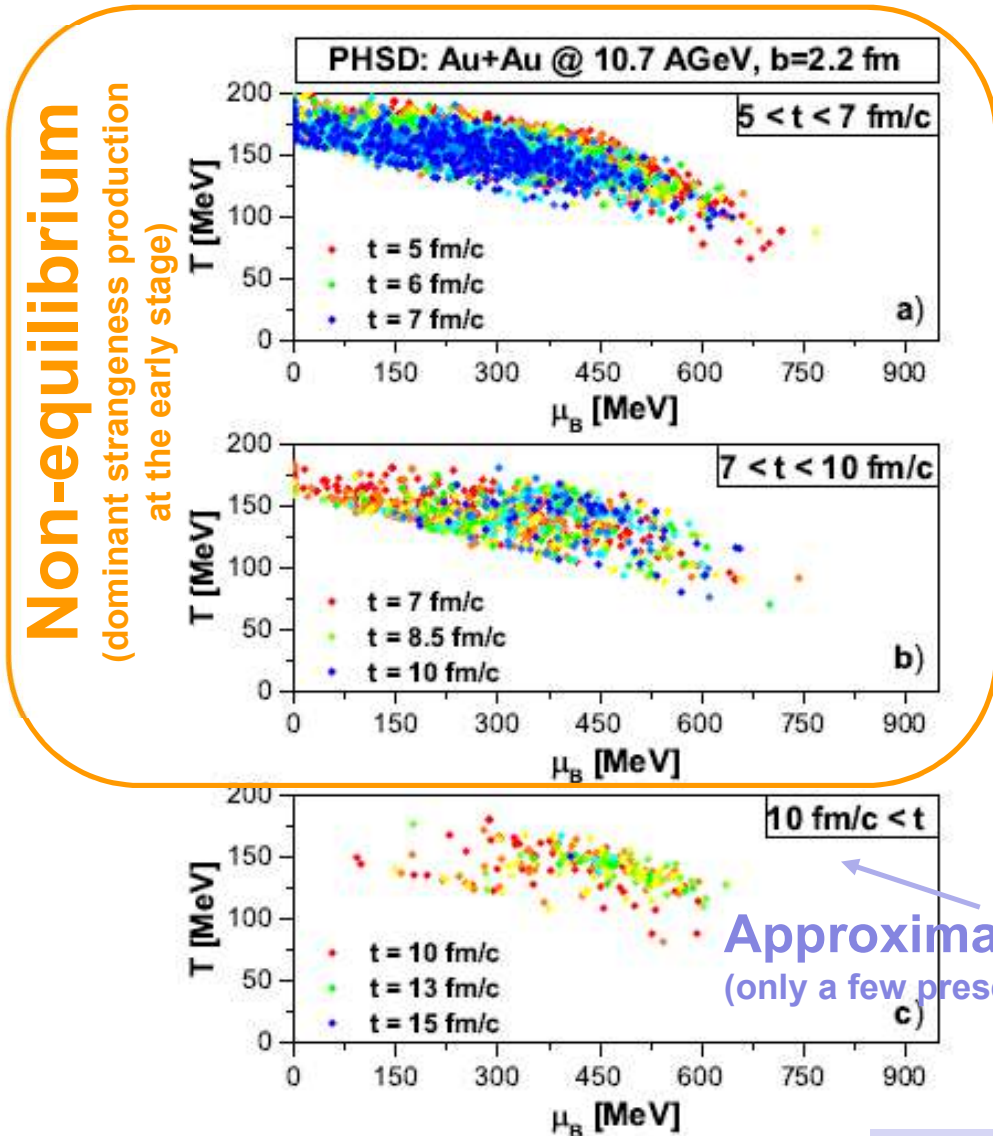 Non-equilibrium
(dominant strangeness production
at the early stage)
PHSD: Au+Au @ 10.7 AGeV, b=2.2 fm
5 < t < 7 fm/c
T [MeV]
200
150
100
50
0
t = 5 fm/c
t = 6 fm/c
t = 7 fm/c
a)
0 150 300 450 600 750 900
μB [MeV]
7 < t < 10 fm/c
T [MeV]
200
150
100
50
0
t = 7 fm/c
t = 8.5 fm/c
t = 10 fm/c
b)
0 150 300 450 600 750 900
μB [MeV]
10 fm/c < t
T [MeV]
200
150
100
50
0
t = 10 fm/c
t = 13 fm/c
t = 15 fm/c
c)
Approxima
(only a few prese
0 150 300 450 600 750 900
μB [MeV]